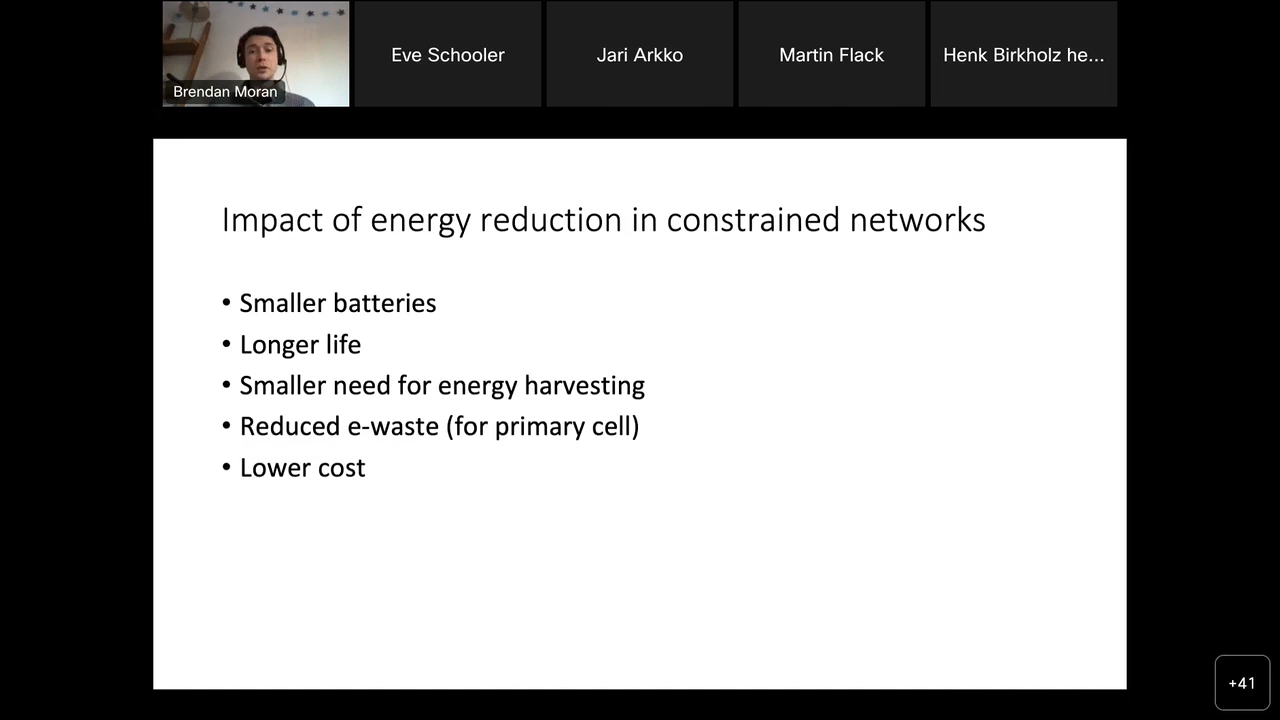 Brendan Moran
Eve Schooler
Jari Arkko
Martin Flack
Henk Birkholz he...
Impact of energy reduction in constrained networks
• Smaller batteries
• Longer life
• Smaller need for energy harvesting
• Reduced e-waste (for primary cell)
• Lower cost
+41